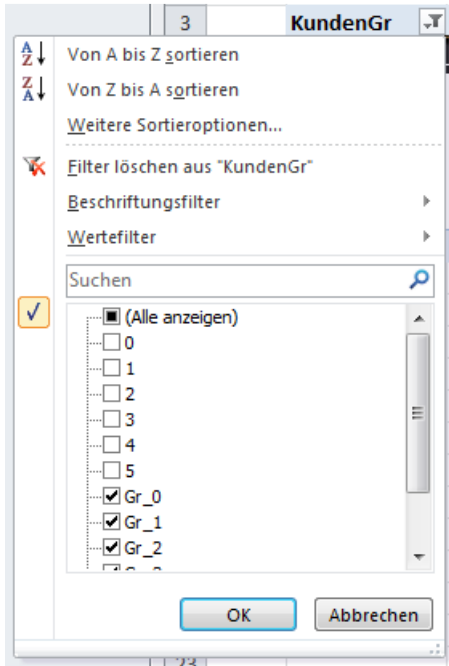 3 KundenGr
Von A bis Z sortieren
Von Z bis A sortieren
Weitere Sortieroptionen...
Filter löschen aus "KundenGr"
Beschriftungsfilter
Wertefilter
Suchen
(Alle anzeigen)
0
1
2
3
4
5
Gr_0
Gr_1
Gr_2
OK Abbrechen
23